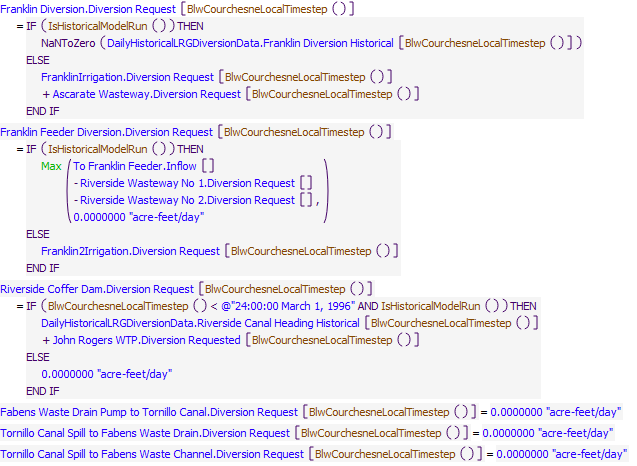 Franklin Diversion.Diversion Request [BlwCourchesneLocalTimestep ()]
= IF (IsHistoricalModelRun ()) THEN
NaNToZero (DailyHistoricalLRGDiversionData.Franklin Diversion Historical [BlwCourchesneLocalTimestep ()])
ELSE
FranklinIrrigation.Diversion Request [BlwCourchesneLocalTimestep ()]
+ Ascarate Wasteway.Diversion Request [BlwCourchesneLocalTimestep ()]
END IF
Franklin Feeder Diversion.Diversion Request [BlwCourchesneLocalTimestep ()]
= IF (IsHistoricalModelRun ()) THEN
Max (To Franklin Feeder.Inflow []
- Riverside Wasteway No 1.Diversion Request []
- Riverside Wasteway No 2.Diversion Request [] ,
0.0000000 "acre-feet/day")
ELSE
Franklin2Irrigation.Diversion Request [BlwCourchesneLocalTimestep ()]
END IF
Riverside Coffer Dam.Diversion Request [BlwCourchesneLocalTimestep ()]
= IF (BlwCourchesneLocalTimestep () < @"24:00:00 March 1, 1996" AND IsHistoricalModelRun ()) THEN
DailyHistoricalLRGDiversionData.Riverside Canal Heading Historical [BlwCourchesneLocalTimestep ()]
+ John Rogers WTP.Diversion Requested [BlwCourchesneLocalTimestep ()]
ELSE
0.0000000 "acre-feet/day"
END IF
Fabens Waste Drain Pump to Tornillo Canal.Diversion Request [BlwCourchesneLocalTimestep ()] = 0.0000000 "acre-feet/day"
Tornillo Canal Spill to Fabens Waste Drain.Diversion Request [BlwCourchesneLocalTimestep ()] = 0.0000000 "acre-feet/day"
Tornillo Canal Spill to Fabens Waste Channel.Diversion Request [BlwCourchesneLocalTimestep ()] = 0.0000000 "acre-feet/day"